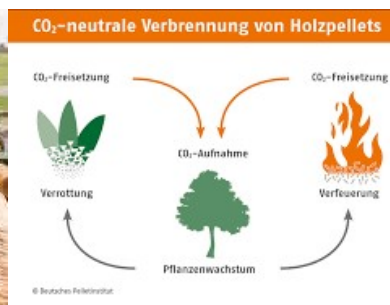 CO₂-neutrale Verbrennung von Holzpellets
CO₂-Freisetzung
CO₂-Freisetzung
CO₂-Aufnahme
Verrottung
Verfeuerung
Pflanzenwachstum
© Deutsches Pelletinstitut